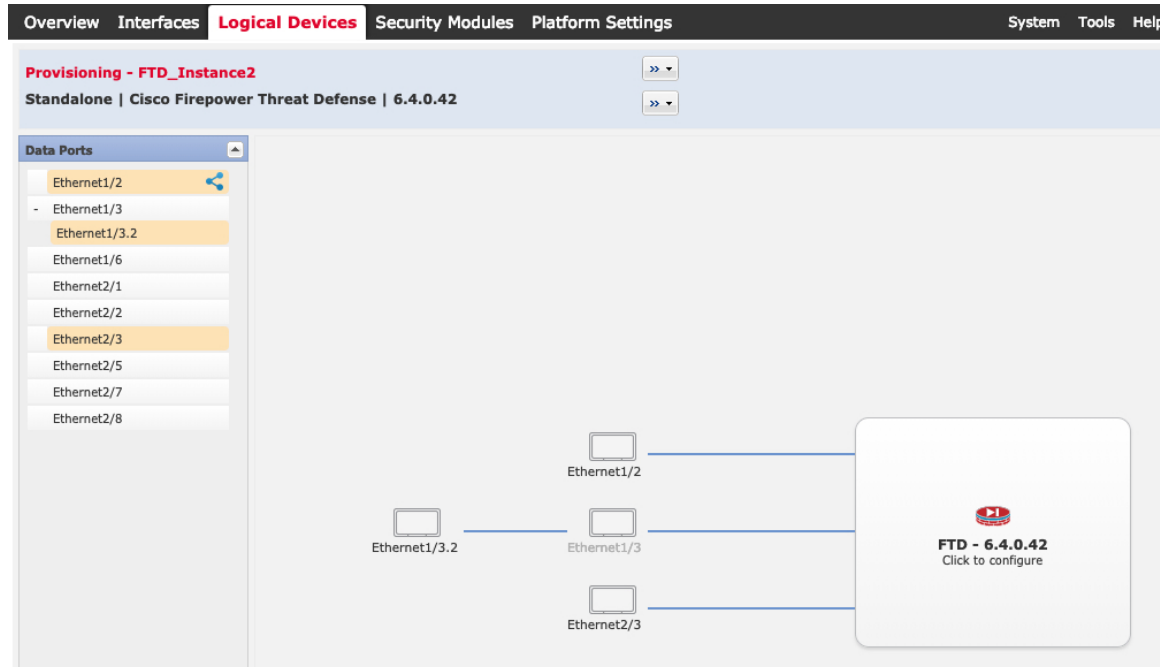 Overview Interfaces Logical Devices Security Modules Platform Settings System Tools Help
Provisioning - FTD_Instance2
Standalone | Cisco Firepower Threat Defense | 6.4.0.42
Data Ports
Ethernet1/2
- Ethernet1/3
Ethernet1/3.2
Ethernet1/6
Ethernet2/1
Ethernet2/2
Ethernet2/3
Ethernet2/5
Ethernet2/7
Ethernet2/8
Ethernet1/2
Ethernet1/3.2 Ethernet1/3
Ethernet2/3
FTD - 6.4.0.42
Click to configure